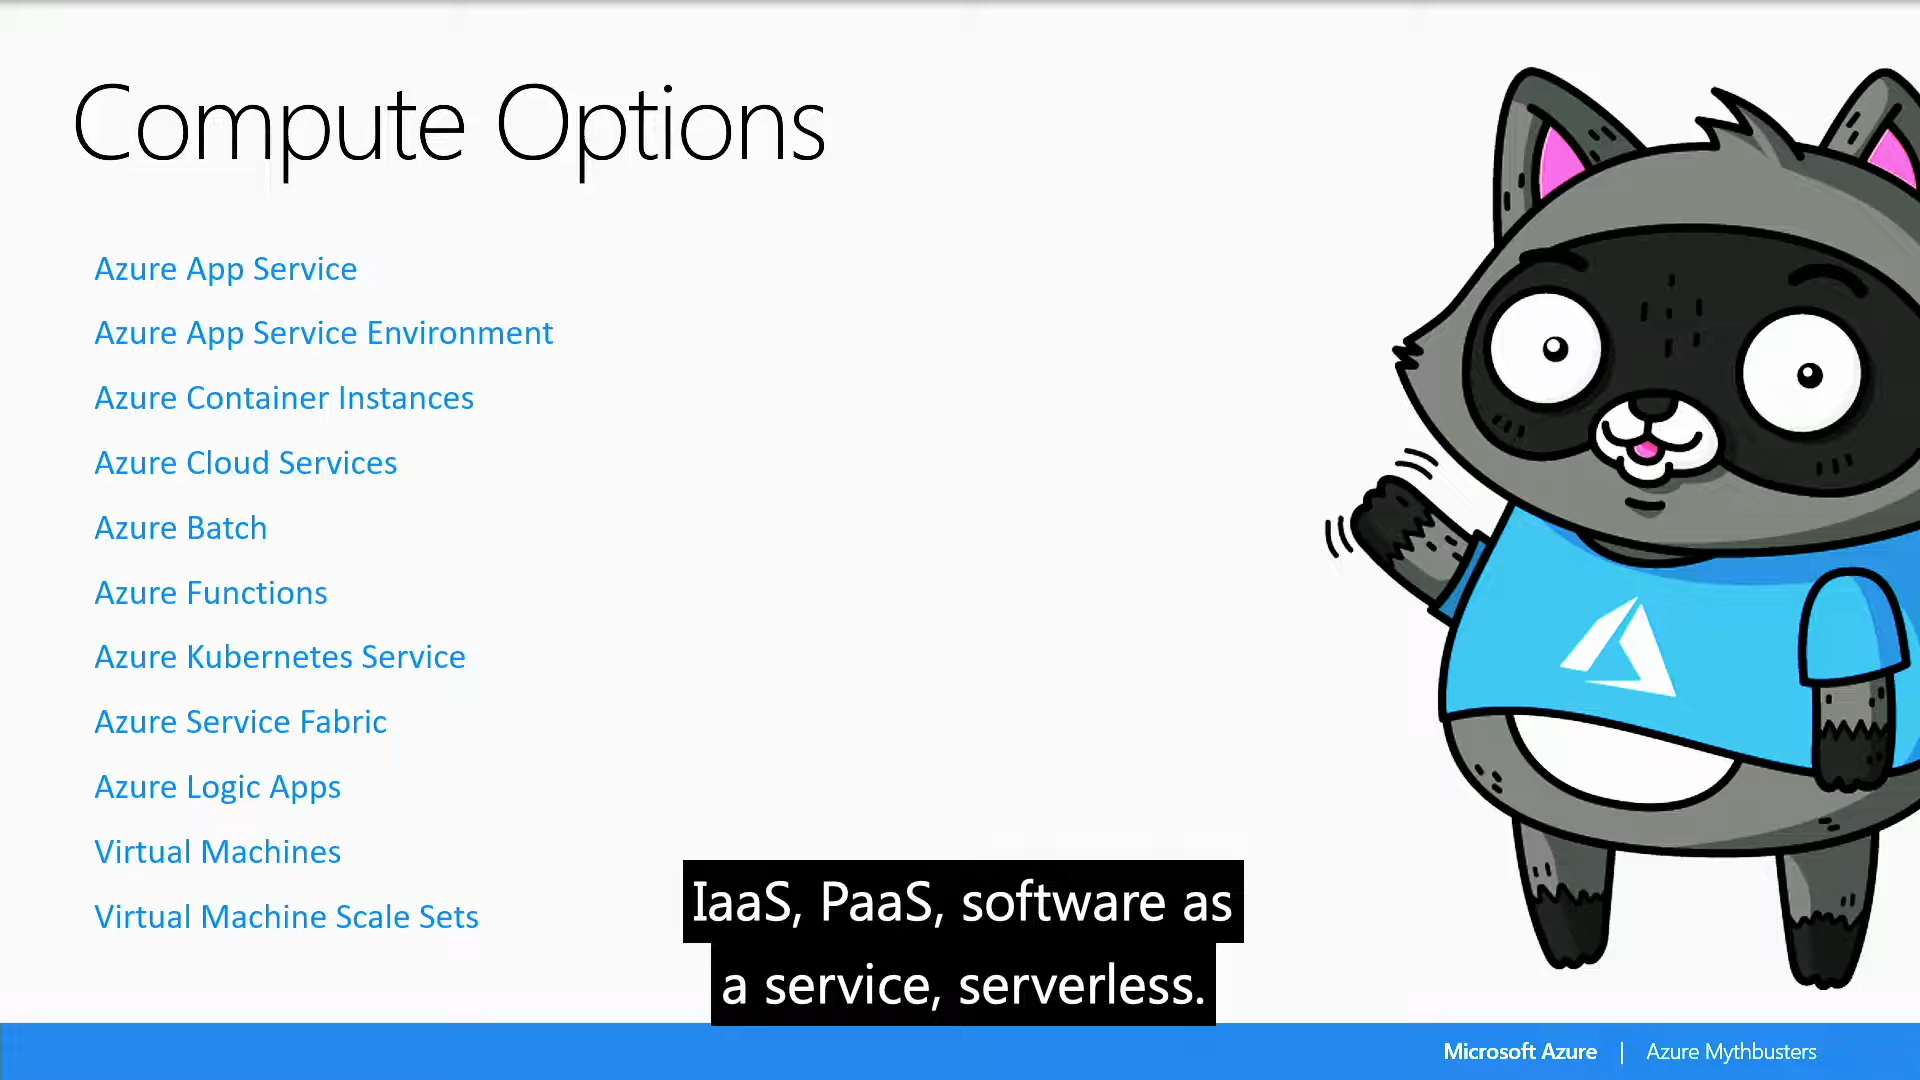 Compute Options
Azure App Service
Azure App Service Environment
Azure Container Instances
Azure Cloud Services
Azure Batch
Azure Functions
Azure Kubernetes Service
Azure Service Fabric
Azure Logic Apps
Virtual Machines
Virtual Machine Scale Sets
IaaS, PaaS, software as
a service, serverless.
Microsoft Azure | Azure Mythbusters